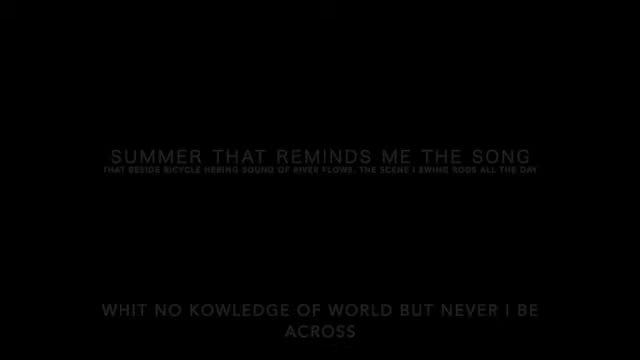 SUMMER THAT REMINDS ME THE SONG
THAT BESIDE BICYCLE HERING SOUND OF RIVER FLOWS. THE SCENE I SWING RODS ALL THE DAY
WHIT NO KOWLEDGE OF WORLD BUT NEVER I BE
ACROSS